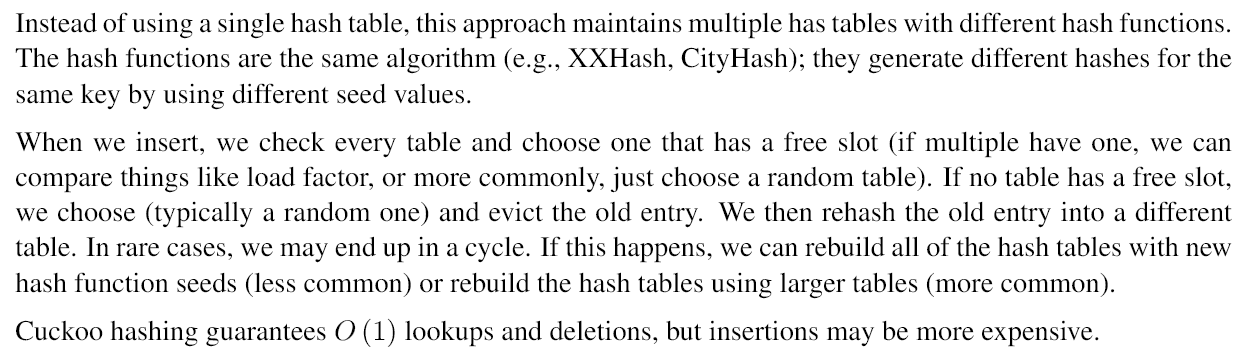 Instead of using a single hash table, this approach maintains multiple has tables with different hash functions.
The hash functions are the same algorithm (e.g., XXHash, CityHash); they generate different hashes for the
same key by using different seed values.
When we insert, we check every table and choose one that has a free slot (if multiple have one, we can
compare things like load factor, or more commonly, just choose a random table). If no table has a free slot,
we choose (typically a random one) and evict the old entry. We then rehash the old entry into a different
table. In rare cases, we may end up in a cycle. If this happens, we can rebuild all of the hash tables with new
hash function seeds (less common) or rebuild the hash tables using larger tables (more common).
Cuckoo hashing guarantees O (1) lookups and deletions, but insertions may be more expensive.